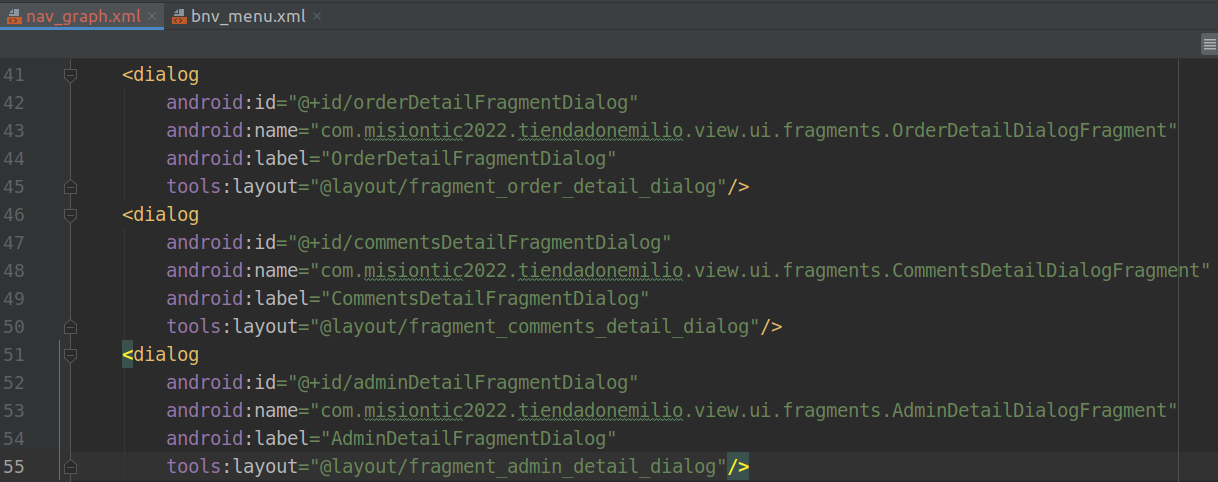 nav_graph.xml bnv_menu.xml
41 <dialog
42 android:id="@+id/orderDetailFragmentDialog"
43 android:name="com.misiontic2022.tiendadonemilio.view.ui.fragments.OrderDetailDialogFragment"
44 android:label="OrderDetailFragmentDialog"
45 tools:layout="@layout/fragment_order_detail_dialog"/>
46 <dialog
47 android:id="@+id/commentsDetailFragmentDialog"
48 android:name="com.misiontic2022.tiendadonemilio.view.ui.fragments.CommentsDetailDialogFragment"
49 android:label="CommentsDetailFragmentDialog"
50 tools:layout="@layout/fragment_comments_detail_dialog"/>
51 <dialog
52 android:id="@+id/adminDetailFragmentDialog"
53 android:name="com.misiontic2022.tiendadonemilio.view.ui.fragments.AdminDetailDialogFragment"
54 android:label="AdminDetailFragmentDialog"
55 tools:layout="@layout/fragment_admin_detail_dialog"/>